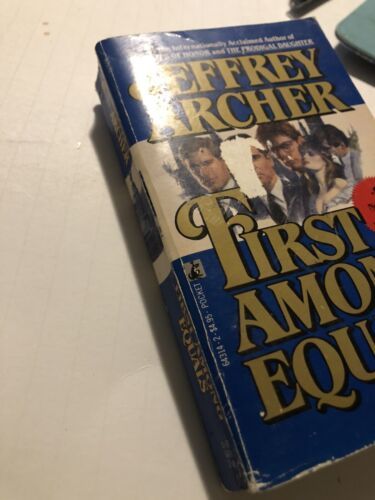 Internationally Acclaimed Author of
OF HONOR and THE PRODIGAL DAUGHTER
JEFFREY
ARCHER
FIRST
AMON
EQU
64314-2·$4.95·POCKET